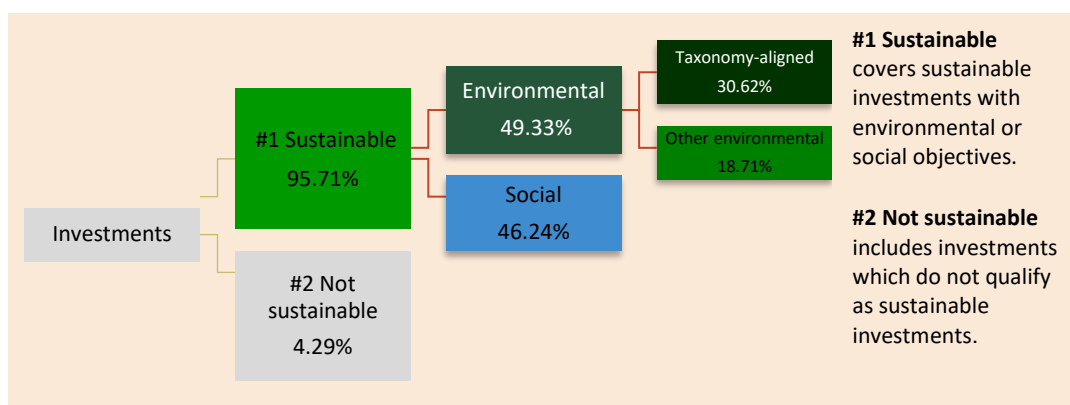 Investments
#1 Sustainable
95.71%
#2 Not
sustainable
4.29%
Environmental
49.33%
Social
46.24%
Taxonomy-aligned
30.62%
Other environmental
18.71%
#1 Sustainable
covers sustainable
investments with
environmental or
social objectives.
#2 Not sustainable
includes investments
which do not qualify
as sustainable
investments.